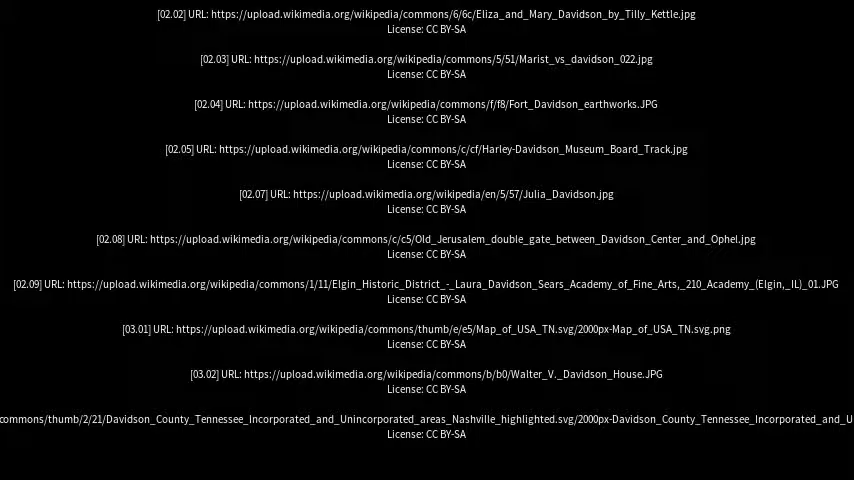 [02.02] URL: https://upload.wikimedia.org/wikipedia/commons/6/6c/Eliza_and_Mary_Davidson_by_Tilly_Kettle.jpg
License: CC BY-SA
[02.03] URL: https://upload.wikimedia.org/wikipedia/commons/5/51/Marist_vs_davidson_022.jpg
License: CC BY-SA
[02.04] URL: https://upload.wikimedia.org/wikipedia/commons/f/f8/Fort_Davidson_earthworks.JPG
License: CC BY-SA
[02.05] URL: https://upload.wikimedia.org/wikipedia/commons/c/cf/Harley-Davidson_Museum_Board_Track.jpg
License: CC BY-SA
[02.07] URL: https://upload.wikimedia.org/wikipedia/en/5/57/Julia_Davidson.jpg
License: CC BY-SA
[02.08] URL: https://upload.wikimedia.org/wikipedia/commons/c/c5/Old_Jerusalem_double_gate_between_Davidson_Center_and_Ophel.jpg
License: CC BY-SA
[02.09] URL: https://upload.wikimedia.org/wikipedia/commons/1/11/Elgin_Historic_District_-_Laura_Davidson_Sears_Academy_of_Fine_Arts,_210_Academy_(Elgin,_IL)_01.JPG
License: CC BY-SA
[03.01] URL: https://upload.wikimedia.org/wikipedia/commons/thumb/e/e5/Map_of_USA_TN.svg/2000px-Map_of_USA_TN.svg.png
License: CC BY-SA
[03.02] URL: https://upload.wikimedia.org/wikipedia/commons/b/b0/Walter_V._Davidson_House.JPG
License: CC BY-SA
commons/thumb/2/21/Davidson_County_Tennessee_Incorporated_and_Unincorporated_areas_Nashville_highlighted.svg/2000px-Davidson_County_Tennessee_Incorporated_and_U
License: CC BY-SA